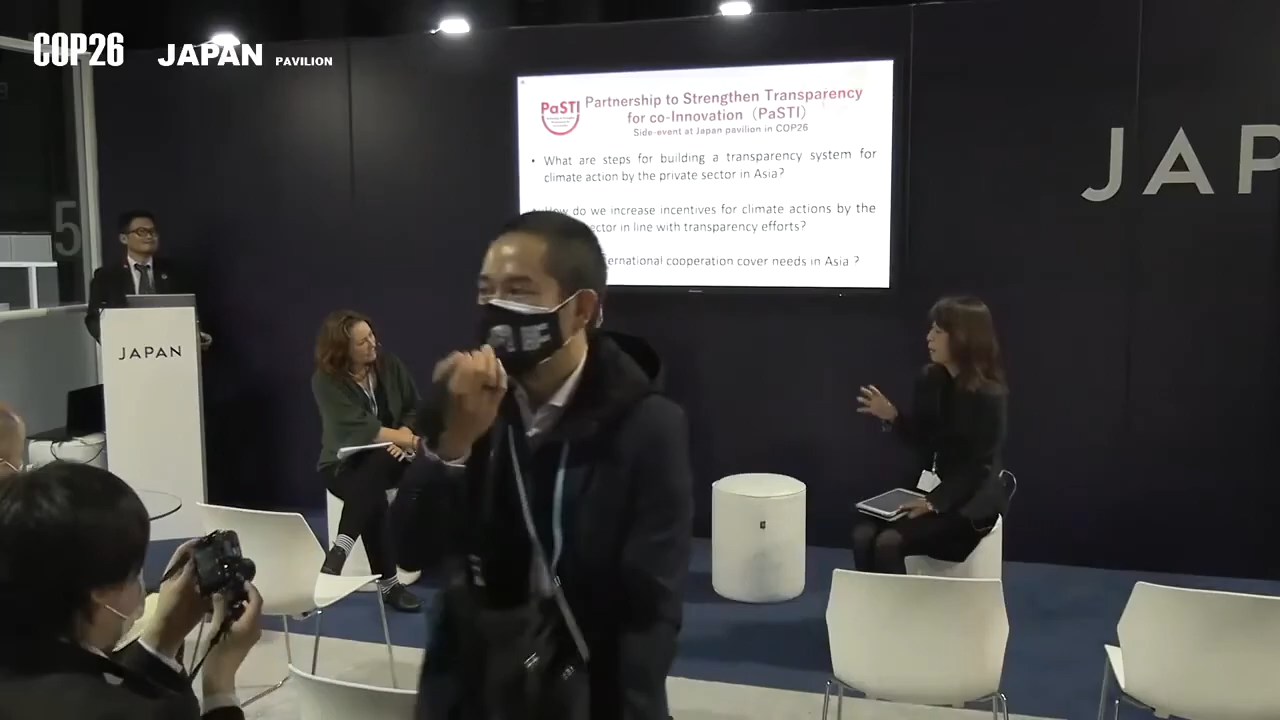 COP26 JAPAN PAVILION
PaSTI
Partnership to Strengthen Transparency
for co-Innovation (PaSTI)
Side-event at Japan pavilion in COP26
• What are steps for building a transparency system for
climate action by the private sector in Asia?
How do we increase incentives for climate actions by the
ector in line with transparency efforts?
ernational cooperation cover needs in Asia ?
JAP
5
JAPAN